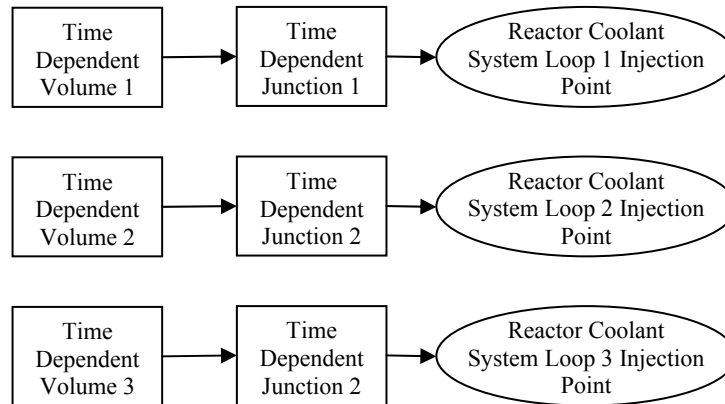 Time
Dependent
Volume 1
Time
Dependent
Junction 1
Reactor Coolant
System Loop 1 Injection
Point
Time
Dependent
Volume 2
Time
Dependent
Junction 2
Reactor Coolant
System Loop 2 Injection
Point
Time
Dependent
Volume 3
Time
Dependent
Junction 2
Reactor Coolant
System Loop 3 Injection
Point